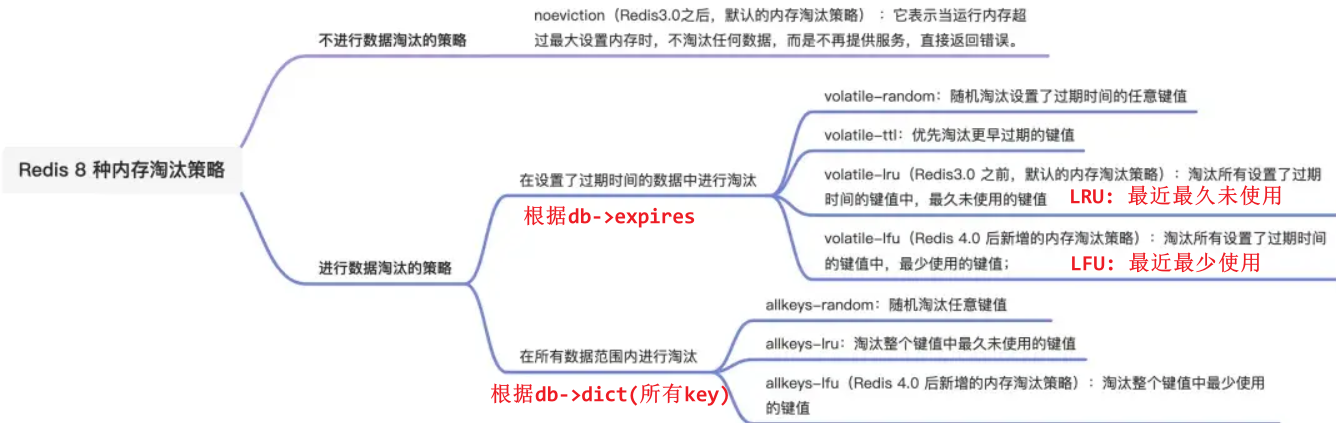 Redis 8 种内存淘汰策略
不进行数据淘汰的策略
noeviction（Redis3.0之后，默认的内存淘汰策略）：它表示当运行内存超
过最大设置内存时，不淘汰任何数据，而是不再提供服务，直接返回错误。
进行数据淘汰的策略
在设置了过期时间的数据中进行淘汰
根据db->expires
volatile-random：随机淘汰设置了过期时间的任意键值
volatile-ttl：优先淘汰更早过期的键值
volatile-lru（Redis3.0 之前，默认的内存淘汰策略）：淘汰所有设置了过期
时间的键值中，最久未使用的键值
LRU: 最近最久未使用
volatile-lfu（Redis 4.0 后新增的内存淘汰策略）：淘汰所有设置了过期时间
的键值中，最少使用的键值；
LFU: 最近最少使用
在所有数据范围内进行淘汰
根据db->dict(所有key)
allkeys-random：随机淘汰任意键值
allkeys-lru：淘汰整个键值中最久未使用的键值
allkeys-lfu（Redis 4.0 后新增的内存淘汰策略）：淘汰整个键值中最少使用
的键值